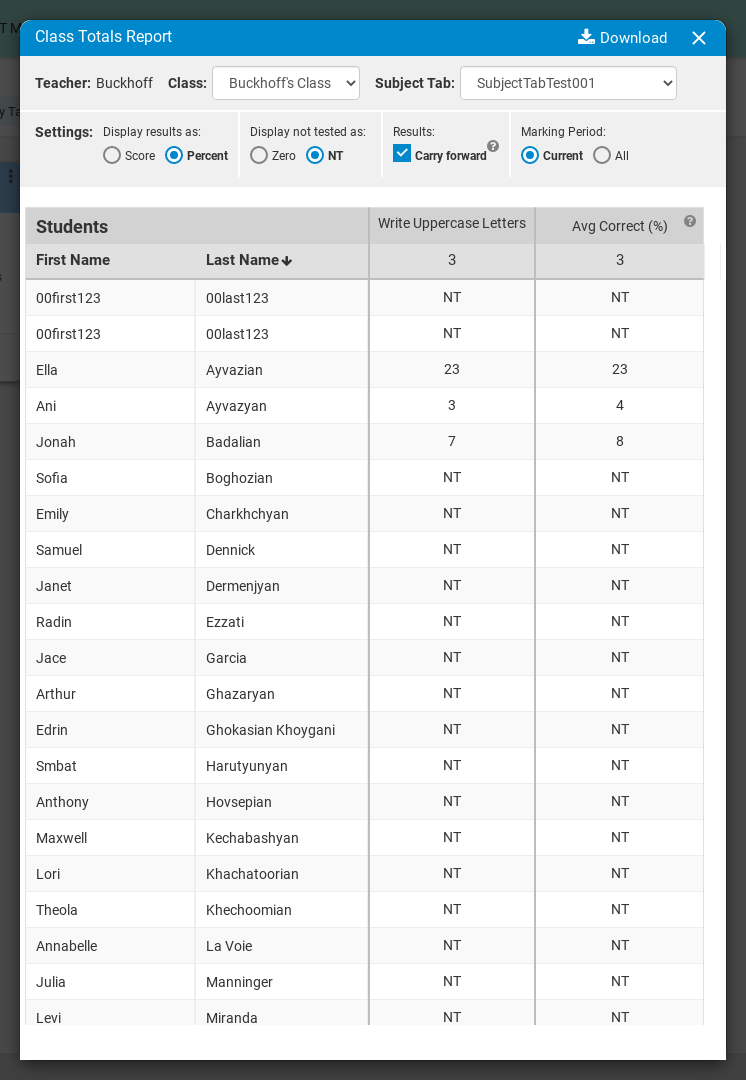 T M
y Ta
Class Totals Report Download
Teacher: Buckhoff Class: Buckhoff's Class Subject Tab: SubjectTabTest001
Settings: Display results as: Display not tested as: Results: Marking Period:
Score Percent Zero NT Carry forward ? Current All
Students Write Uppercase Letters Avg Correct (%) ?
First Name Last Name 3 3
00first123 00last123 NT NT
00first123 00last123 NT NT
Ella Ayvazian 23 23
Ani Ayvazyan 3 4
Jonah Badalian 7 8
Sofia Boghozian NT NT
Emily Charkhchyan NT NT
Samuel Dennick NT NT
Janet Dermenjyan NT NT
Radin Ezzati NT NT
Jace Garcia NT NT
Arthur Ghazaryan NT NT
Edrin Ghokasian Khoygani NT NT
Smbat Harutyunyan NT NT
Anthony Hovsepian NT NT
Maxwell Kechabashyan NT NT
Lori Khachatoorian NT NT
Theola Khechoomian NT NT
Annabelle La Voie NT NT
Julia Manninger NT NT
Levi Miranda NT NT